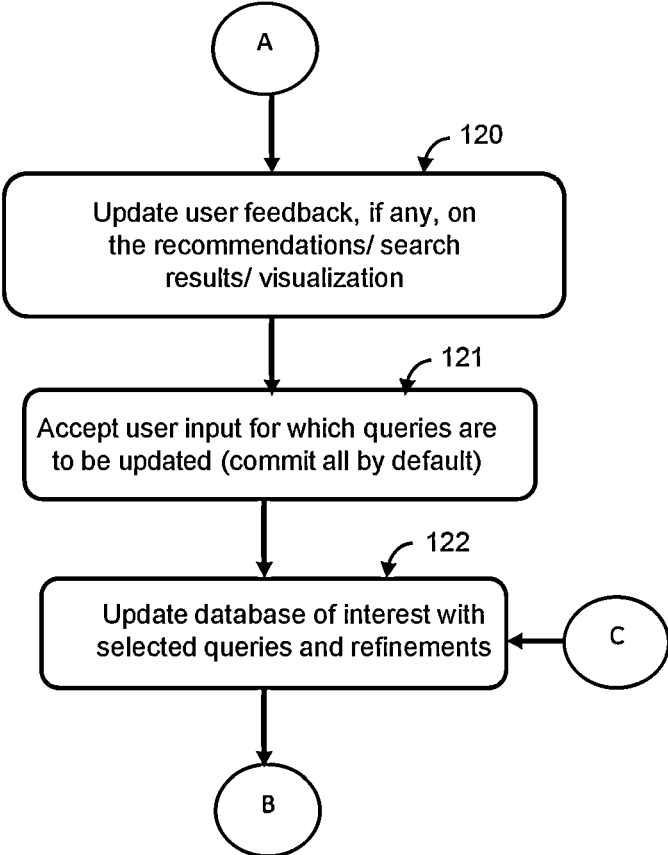 A
120
Update user feedback, if any, on
the recommendations/ search
results/ visualization
121
Accept user input for which queries are
to be updated (commit all by default)
122
Update database of interest with
selected queries and refinements
C
B